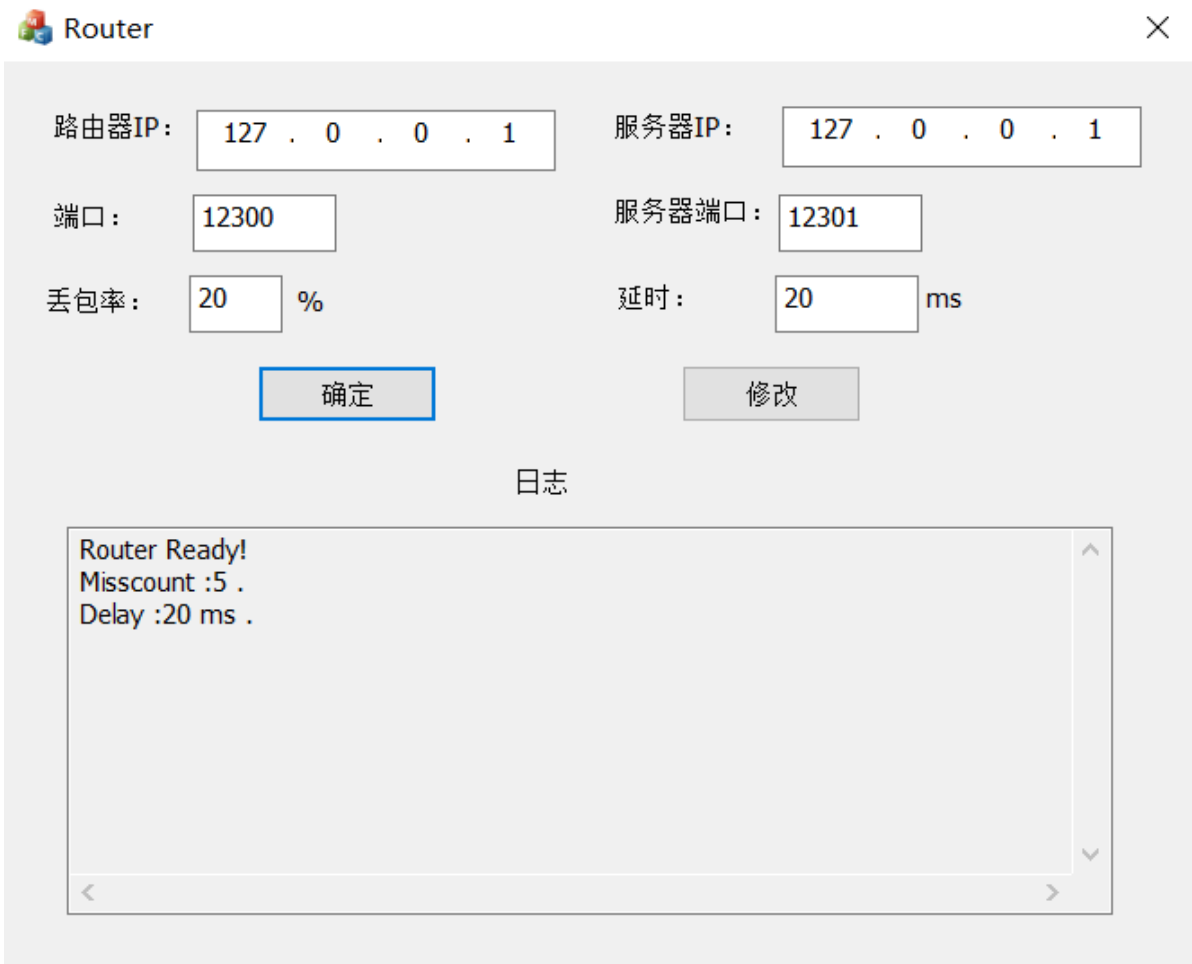 Router
路由器IP： 127 . 0 . 0 . 1 服务器IP： 127 . 0 . 0 . 1
端口： 12300 服务器端口： 12301
丢包率： 20 % 延时： 20 ms
确定 修改
日志
Router Ready!
Misscount :5 .
Delay :20 ms .